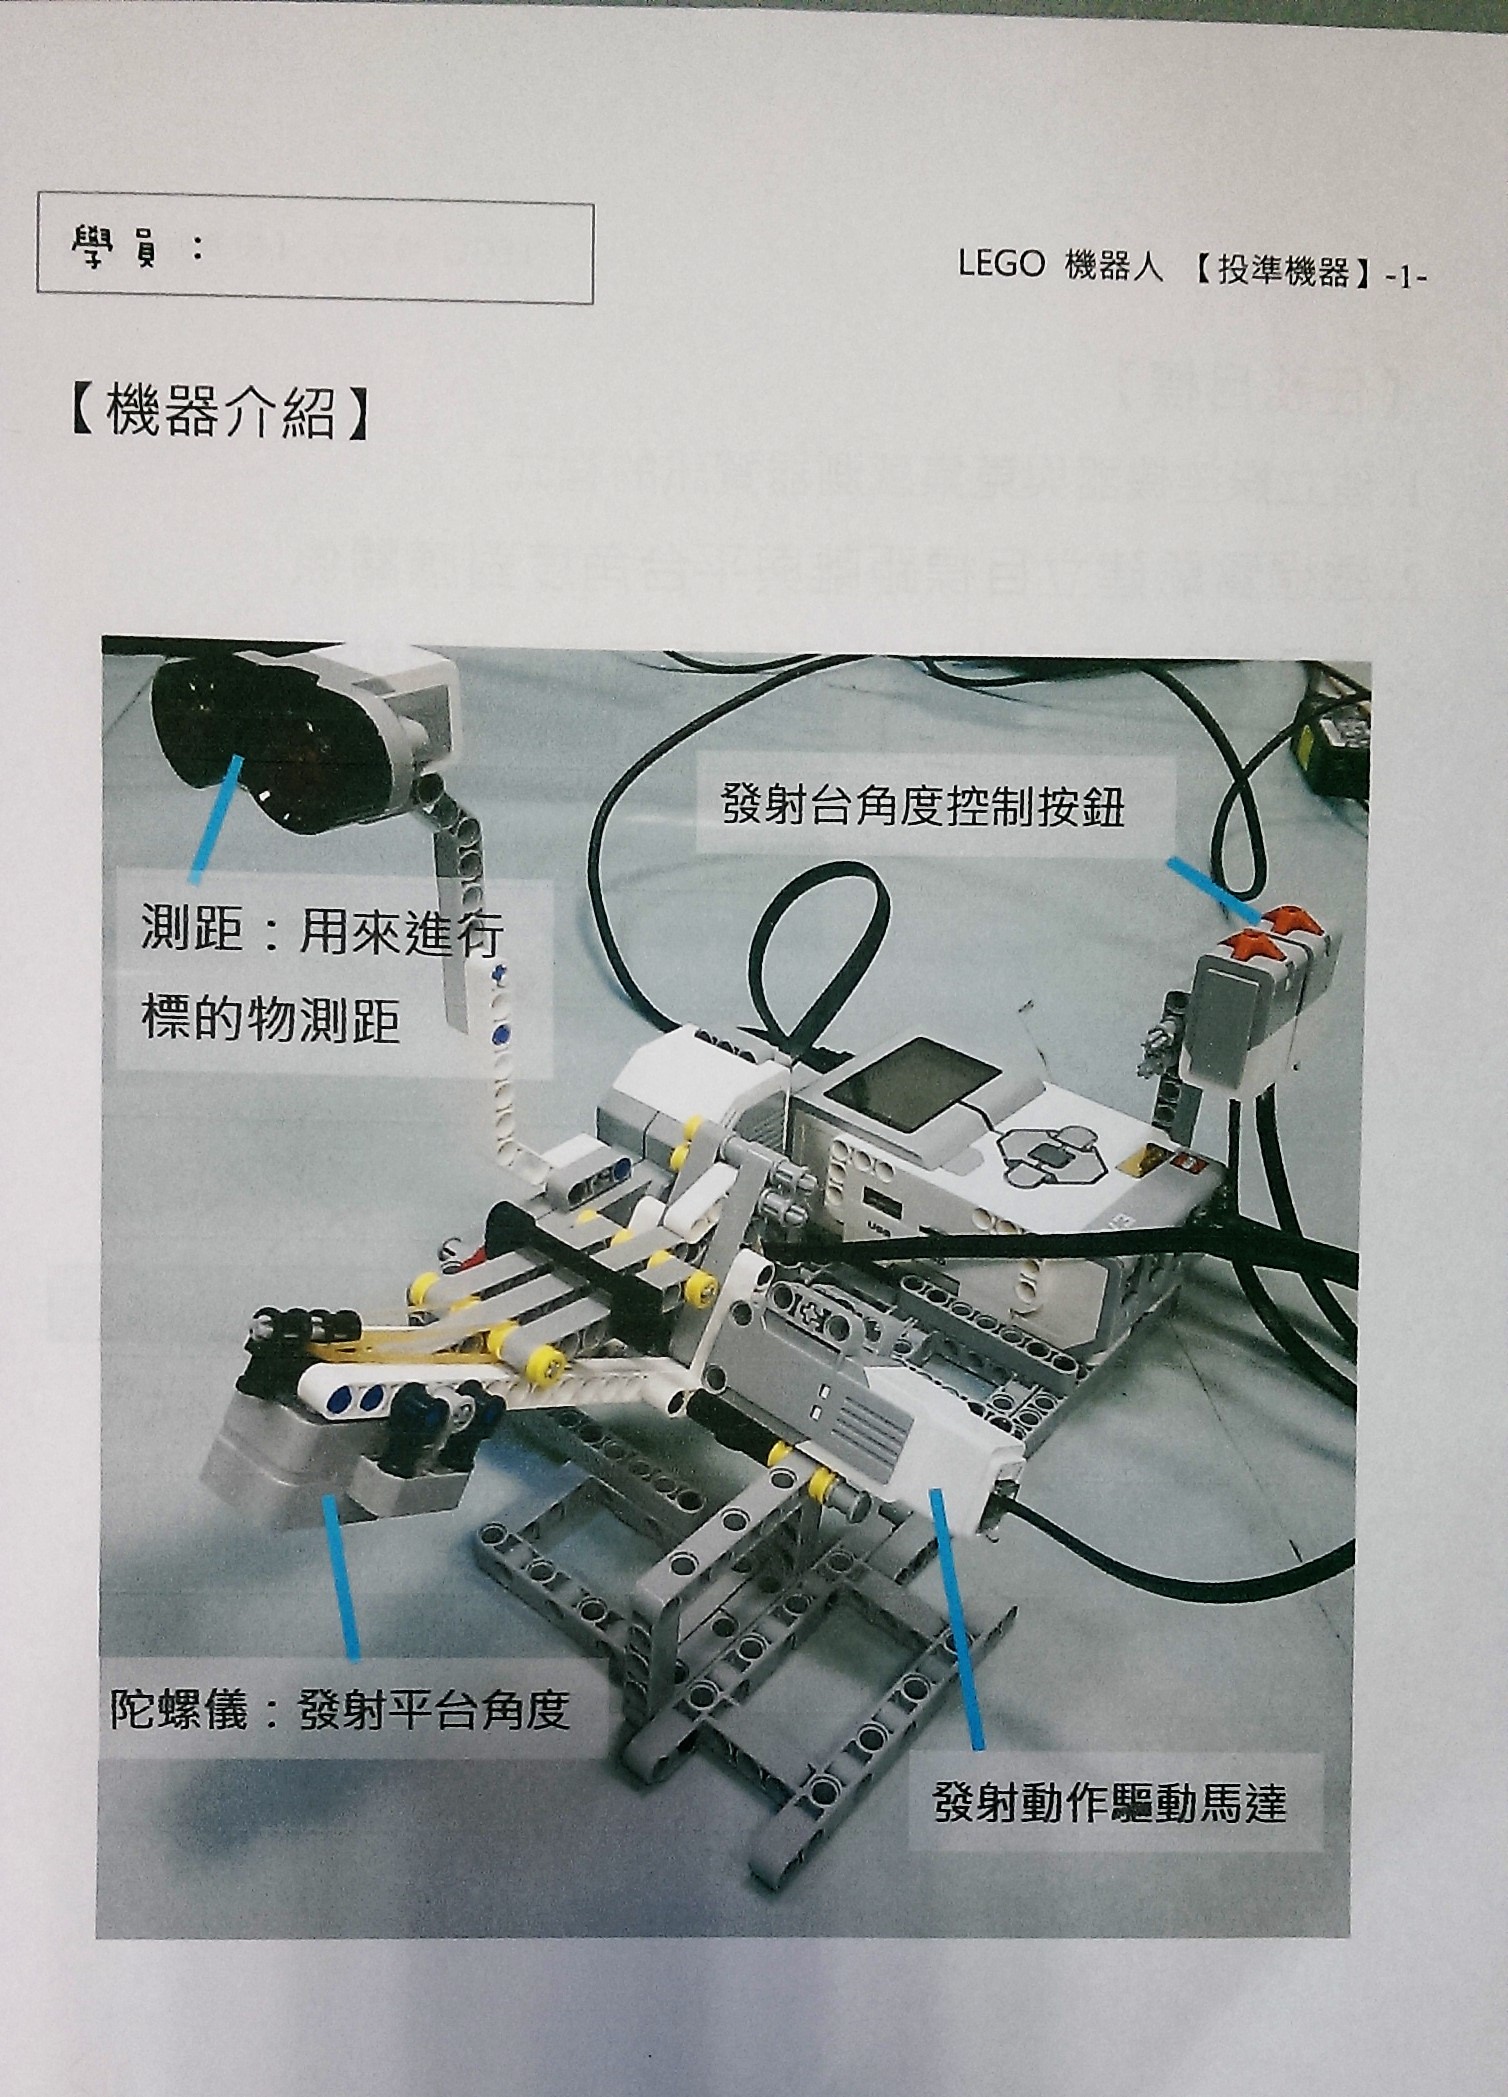 學員：
LEGO 機器人 【投準機器】-1-
【機器介紹】
發射台角度控制按鈕
測距：用來進行
標的物測距
陀螺儀：發射平台角度
發射動作驅動馬達